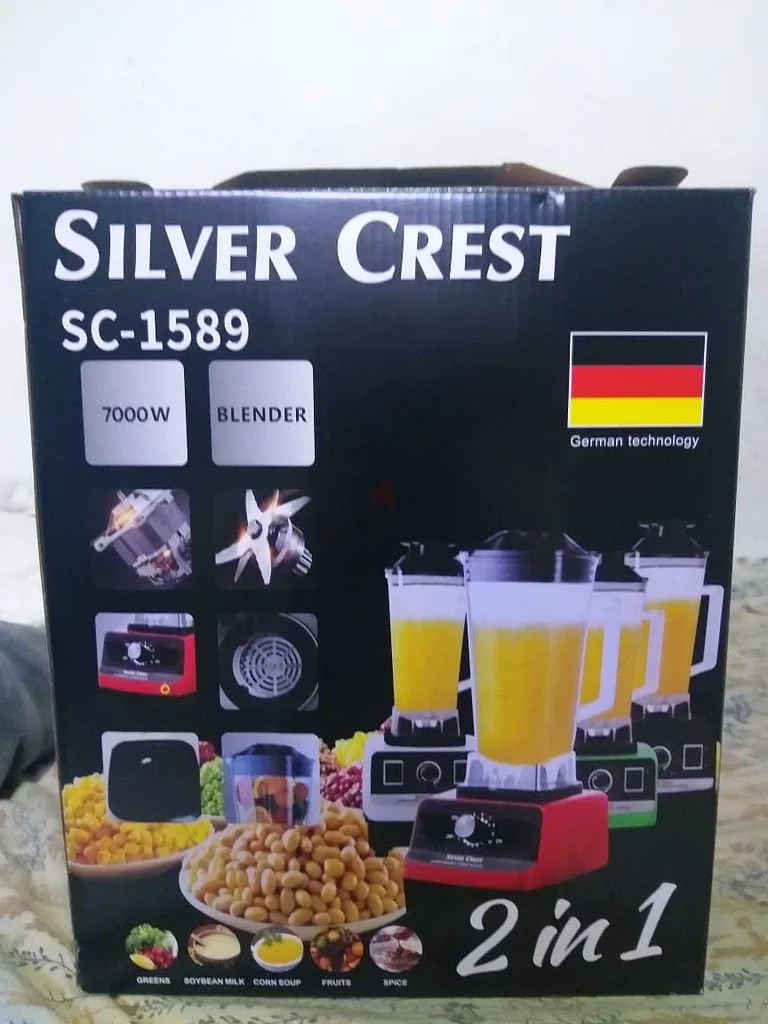 SILVER CREST
SC-1589
7000W
BLENDER
German technology
SILVER CREST
2 in 1
GREENS
SOYBEAN MILK
CORN SOUP
FRUITS
SPICE